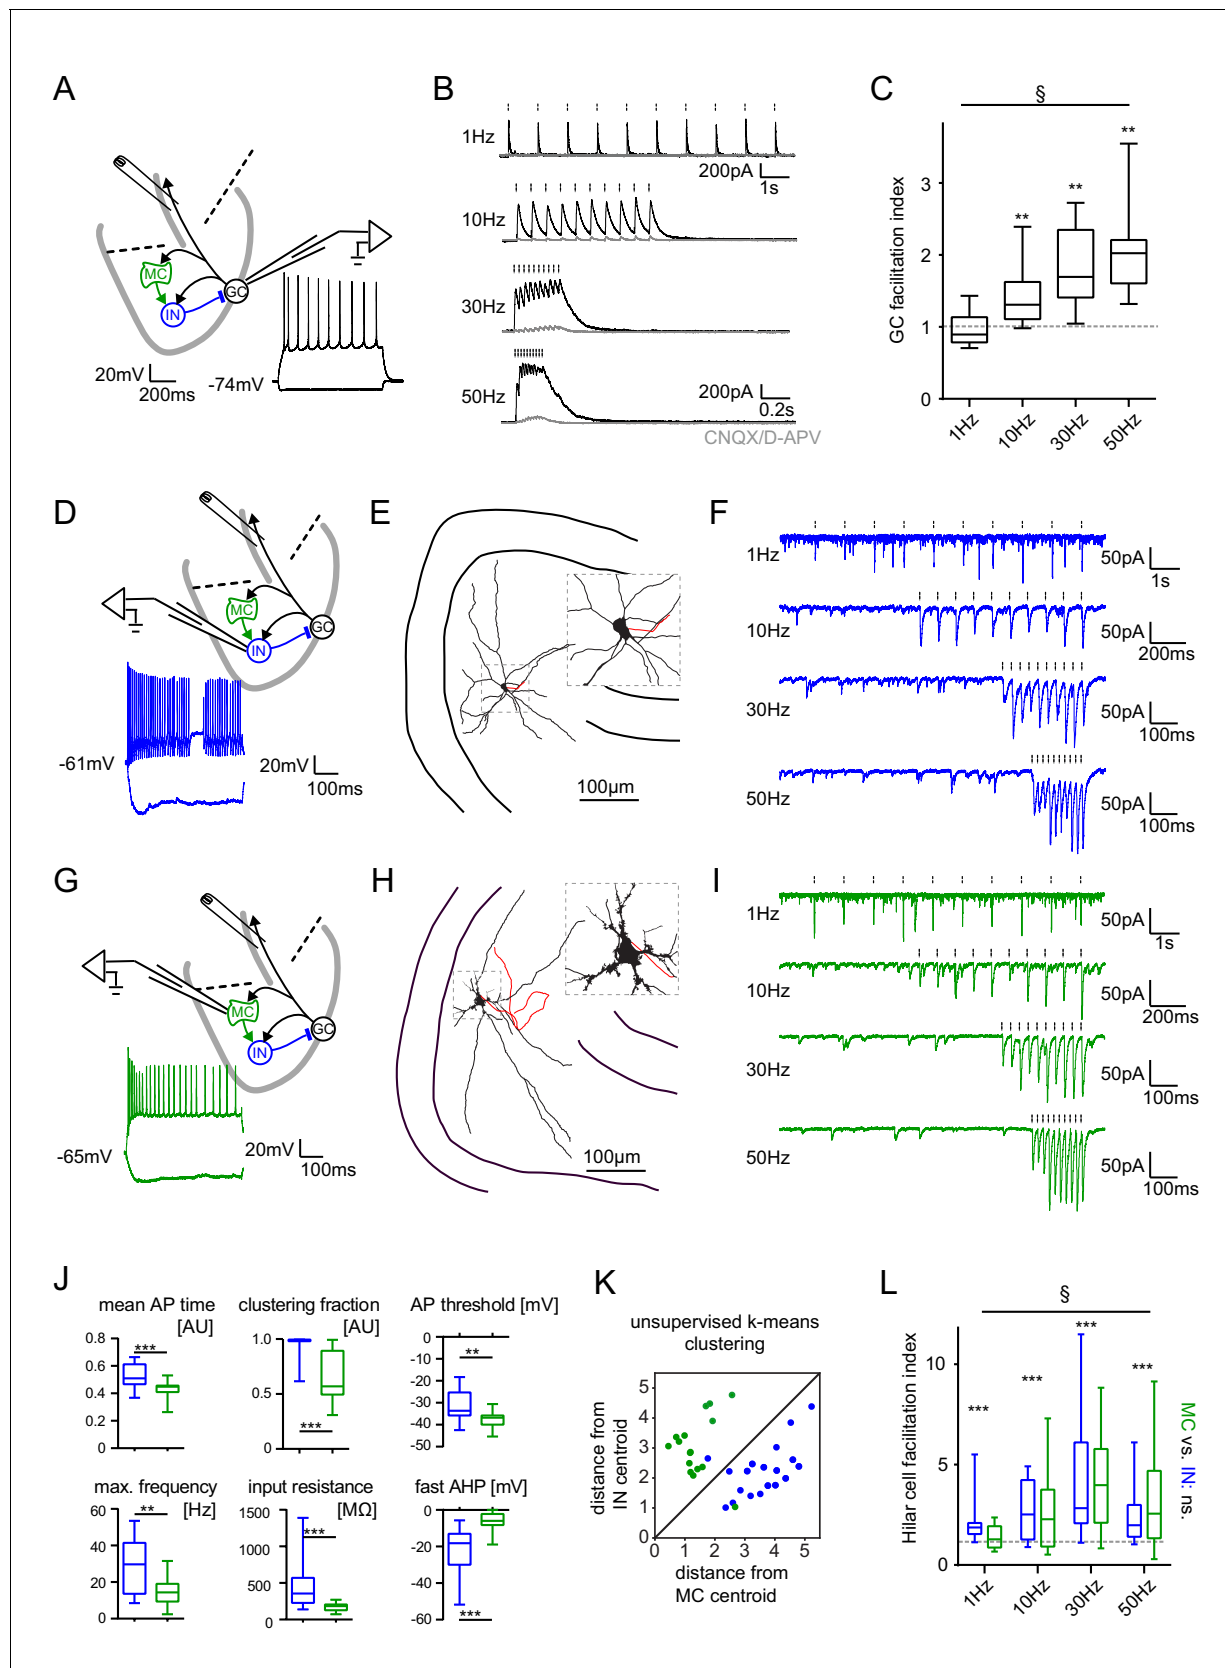 A
MC
IN
GC
20mV
200ms
-74mV
B
1Hz
200pA
1s
10Hz
30Hz
50Hz
200pA
0.2s
CNQX/D-APV
C
§
GC facilitation index
3
2
1
0
**
**
**
1Hz
10Hz
30Hz
50Hz
D
MC
IN
GC
-61mV
20mV
100ms
E
100µm
F
1Hz
50pA
1s
10Hz
50pA
200ms
30Hz
50pA
100ms
50Hz
50pA
100ms
G
MC
IN
GC
-65mV
20mV
100ms
H
100µm
I
1Hz
50pA
1s
10Hz
50pA
200ms
30Hz
50pA
100ms
50Hz
50pA
100ms
J
mean AP time
[AU]
0.8
0.6
0.4
0.2
0
***
clustering fraction
[AU]
1.0
0.5
0
***
AP threshold [mV]
0
-10
-20
-30
-40
-50
**
max. frequency
[Hz]
60
40
20
0
**
input resistance
[MΩ]
1500
1000
500
0
***
fast AHP [mV]
0
-20
-40
-60
***
K
unsupervised k-means
clustering
distance from
IN centroid
5
4
3
2
1
0
0 1 2 3 4 5
distance from
MC centroid
L
§
Hilar cell facilitation index
10
5
0
***
***
***
***
1Hz
10Hz
30Hz
50Hz
MC vs. IN: ns.